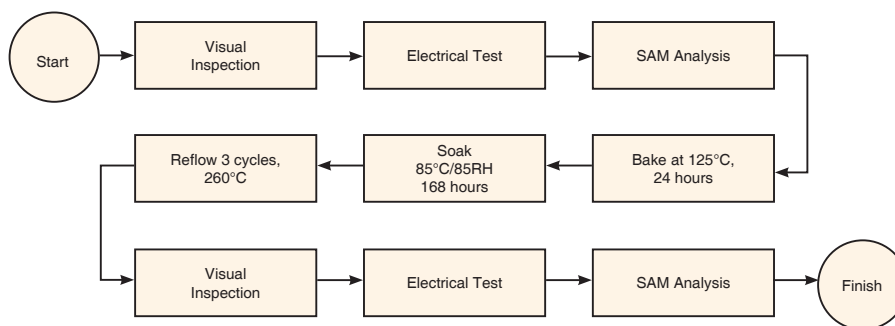 Start
Visual
Inspection
Electrical Test
SAM Analysis
Bake at 125°C,
24 hours
Soak
85°C/85RH
168 hours
Reflow 3 cycles,
260°C
Visual
Inspection
Electrical Test
SAM Analysis
Finish